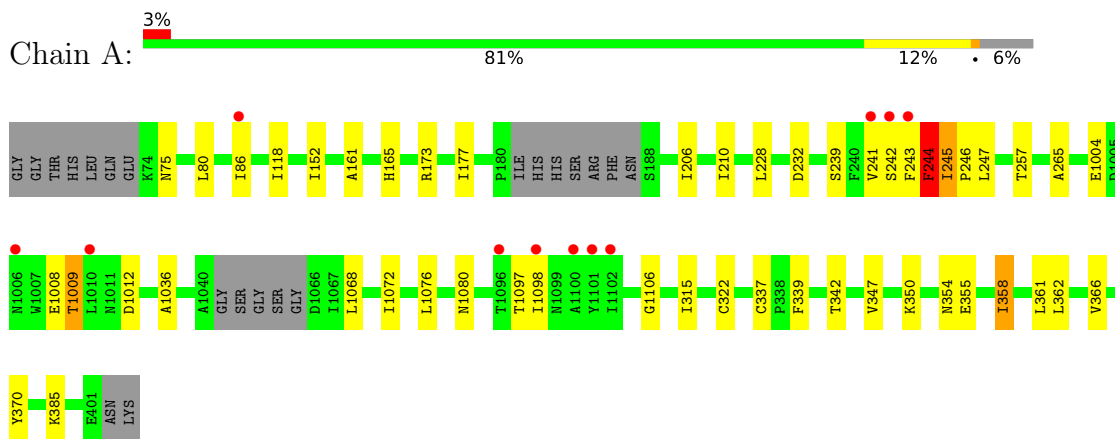 3%
Chain A:
81% 12% • 6%
GLY GLY THR HIS LEU GLN GLU K74 N75 L80 I86 I118 I152 A161 H165 R173 I177 P180 ILE HIS HIS SER ARG PHE ASN S188 I206 I210 L228 D232 S239 F240 V241 S242 F243 F244 I245 P246 L247 T257 A265 E1004 D1005
N1006 W1007 E1008 T1009 L1010 N1011 D1012 A1036 A1040 GLY SER GLY SER GLY D1066 I1067 L1068 I1072 L1076 N1080 T1096 T1097 I1098 N1099 A1100 Y1101 I1102 G1106 I315 C322 C337 P338 F339 T342 V347 K350 N354 E355 I358 L361 L362 V366
Y370 K385 E401 ASN LYS